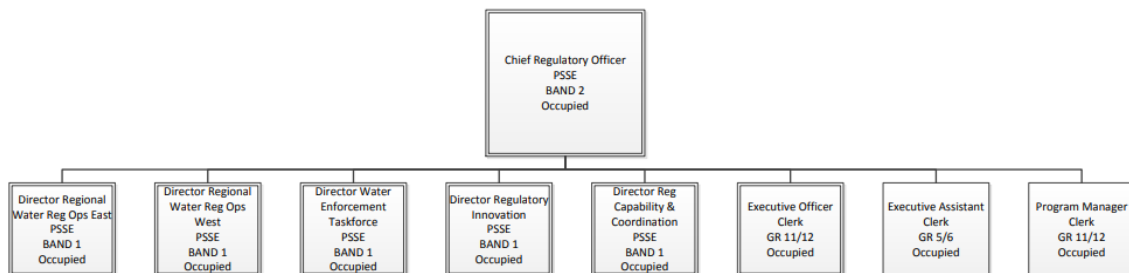 Chief Regulatory Officer
PSSE
BAND 2
Occupied
Director Regional
Water Reg Ops East
PSSE
BAND 1
Occupied
Director Regional
Water Reg Ops
West
PSSE
BAND 1
Occupied
Director Water
Enforcement
Taskforce
PSSE
BAND 1
Occupied
Director Regulatory
Innovation
PSSE
BAND 1
Occupied
Director Reg
Capability &
Coordination
PSSE
BAND 1
Occupied
Executive Officer
Clerk
GR 11/12
Occupied
Executive Assistant
Clerk
GR 5/6
Occupied
Program Manager
Clerk
GR 11/12
Occupied